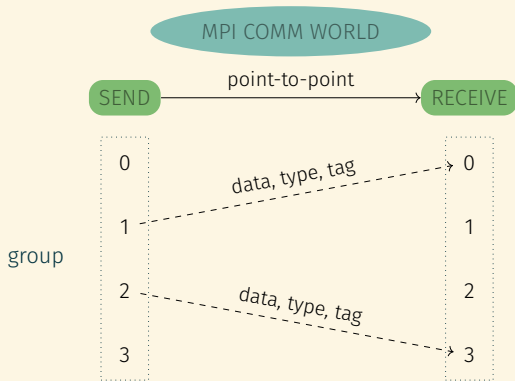 MPI COMM WORLD
point-to-point
SEND
RECEIVE
0
0
data, type, tag
1
1
group
2
2
data, type, tag
3
3